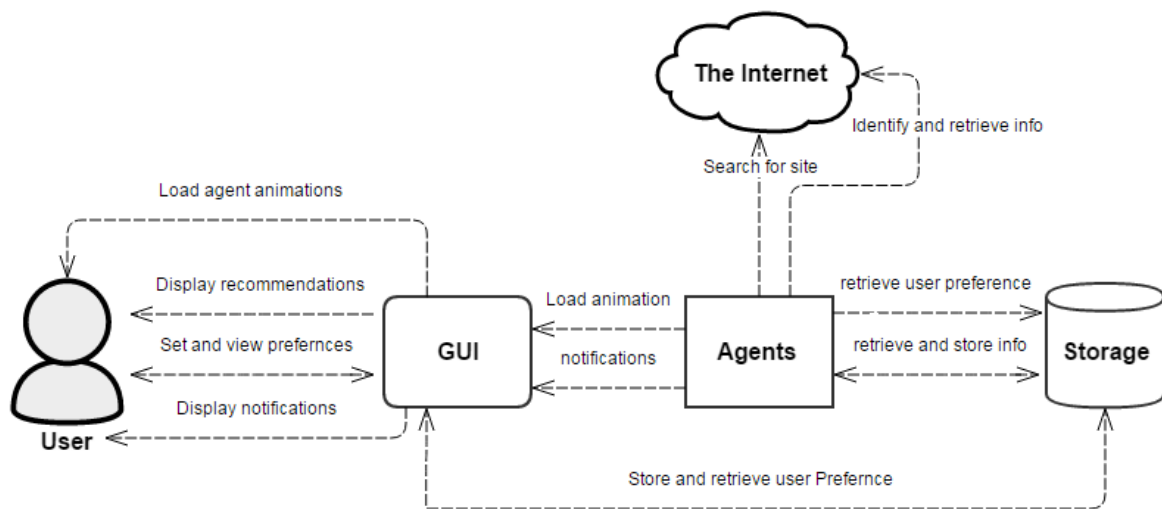 The Internet
Identify and retrieve info
Search for site
Load agent animations
Display recommendations
Load animation
retrieve user preference
Set and view prefernces
GUI
notifications
Agents
retrieve and store info
Storage
Display notifications
User
Store and retrieve user Prefernce